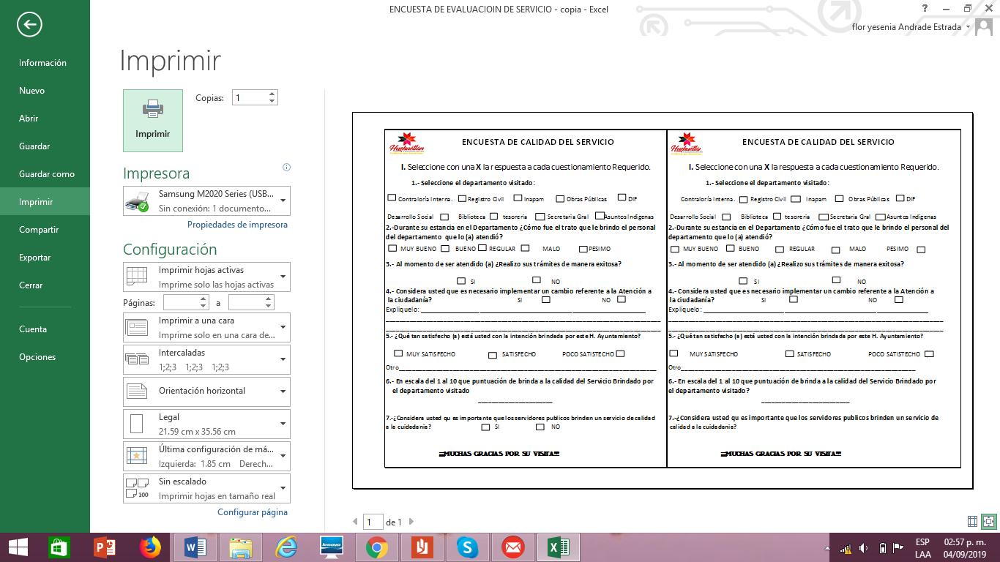 ENCUESTA DE EVALUACIOIN DE SERVICIO - copia - Excel
?
flor yesenia Andrade Estrada
Información
Nuevo
Abrir
Guardar
Guardar como
Imprimir
Compartir
Exportar
Cerrar
Cuenta
Opciones
Imprimir
Imprimir
Copias: 1
Impresora
Samsung M2020 Series (USB...
Sin conexión: 1 documento...
Propiedades de impresora
Configuración
Imprimir hojas activas
Imprime solo las hojas activas
Páginas: a
Imprimir a una cara
Imprime solo en una cara de...
Intercaladas
1;2;3 1;2;3 1;2;3
Orientación horizontal
Legal
21.59 cm x 35.56 cm
Última configuración de má...
Izquierda: 1.85 cm Derech...
Sin escalado
100 Imprimir hojas en tamaño real
Configurar página
Huehuetlan
ENCUESTA DE CALIDAD DEL SERVICIO
I. Seleccione con una X la respuesta a cada cuestionamiento Requerido.
1.- Seleccione el departamento visitado:
Contraloría Interna. Registro Civil Inapam Obras Públicas DIF
Desarrollo Social Biblioteca tesoreria Secretaria Gral Asuntos Indigenas
2.-Durante su estancia en el Departamento ¿Cómo fue el trato que le brindo el personal
del departamento que lo (a) atendió?
MUY BUENO BUENO REGULAR MALO PESIMO
3.- Al momento de ser atendido (a) ¿Realizo sus trámites de manera exitosa?
SI NO
4.- Considera usted que es necesario implementar un cambio referente a la Atención a
la ciudadanía? SI NO
Expliquelo:
5.- ¿Qué tan satisfecho (a) está usted con la intención brindada por este H. Ayuntamiento?
MUY SATISFECHO SATISFECHO POCO SATISTECHO
Otro
6.- En escala del 1 al 10 que puntuación de brinda a la calidad del Servicio Brindado por
el departamento visitado
7.-¿Considera usted qu es importante que los servidores publicos brinden un servicio de calidad
a la cuidadania? SI NO
¡¡¡MUCHAS GRACIAS POR SU VISITA!!!
Huehuetlan
ENCUESTA DE CALIDAD DEL SERVICIO
I. Seleccione con una X la respuesta a cada cuestionamiento Requerido.
1.- Seleccione el departamento visitado:
Contraloría Interna. Registro Civil Inapam Obras Públicas DIF
Desarrollo Social Biblioteca tesoreria Secretaria Gral Asuntos Indigenas
2.-Durante su estancia en el Departamento ¿Cómo fue el trato que le brindo el personal del
departamento que lo (a) atendió?
MUY BUENO BUENO REGULAR MALO PESIMO
3.- Al momento de ser atendido (a) ¿Realizo sus trámites de manera exitosa?
SI NO
4.- Considera usted que es necesario implementar un cambio referente a la Atención a
la ciudadanía? SI NO
Expliquelo:
5.- ¿Qué tan satisfecho (a) está usted con la intención brindada por este H. Ayuntamiento?
MUY SATISFECHO SATISFECHO POCO SATISTECHO
Otro
6.- En escala del 1 al 10 que puntuación de brinda a la calidad del Servicio Brindado por
el departamento visitado?
7.-¿Considera usted qu es importante que los servidores publicos brinden un servicio de
calidad a la cuidadania?
¡¡¡MUCHAS GRACIAS POR SU VISITA!!!
1 de 1
lenovo
ESP 02:57 p. m.
LAA 04/09/2019